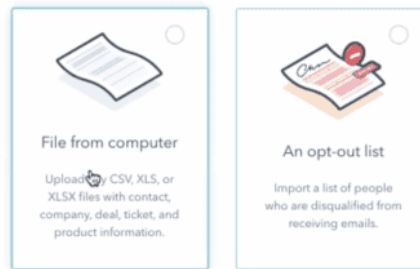 File from computer
Upload y CSV, XLS, or
XLSX files with contact,
company, deal, ticket, and
product information.
An opt-out list
Import a list of people
who are disqualified from
receiving emails.